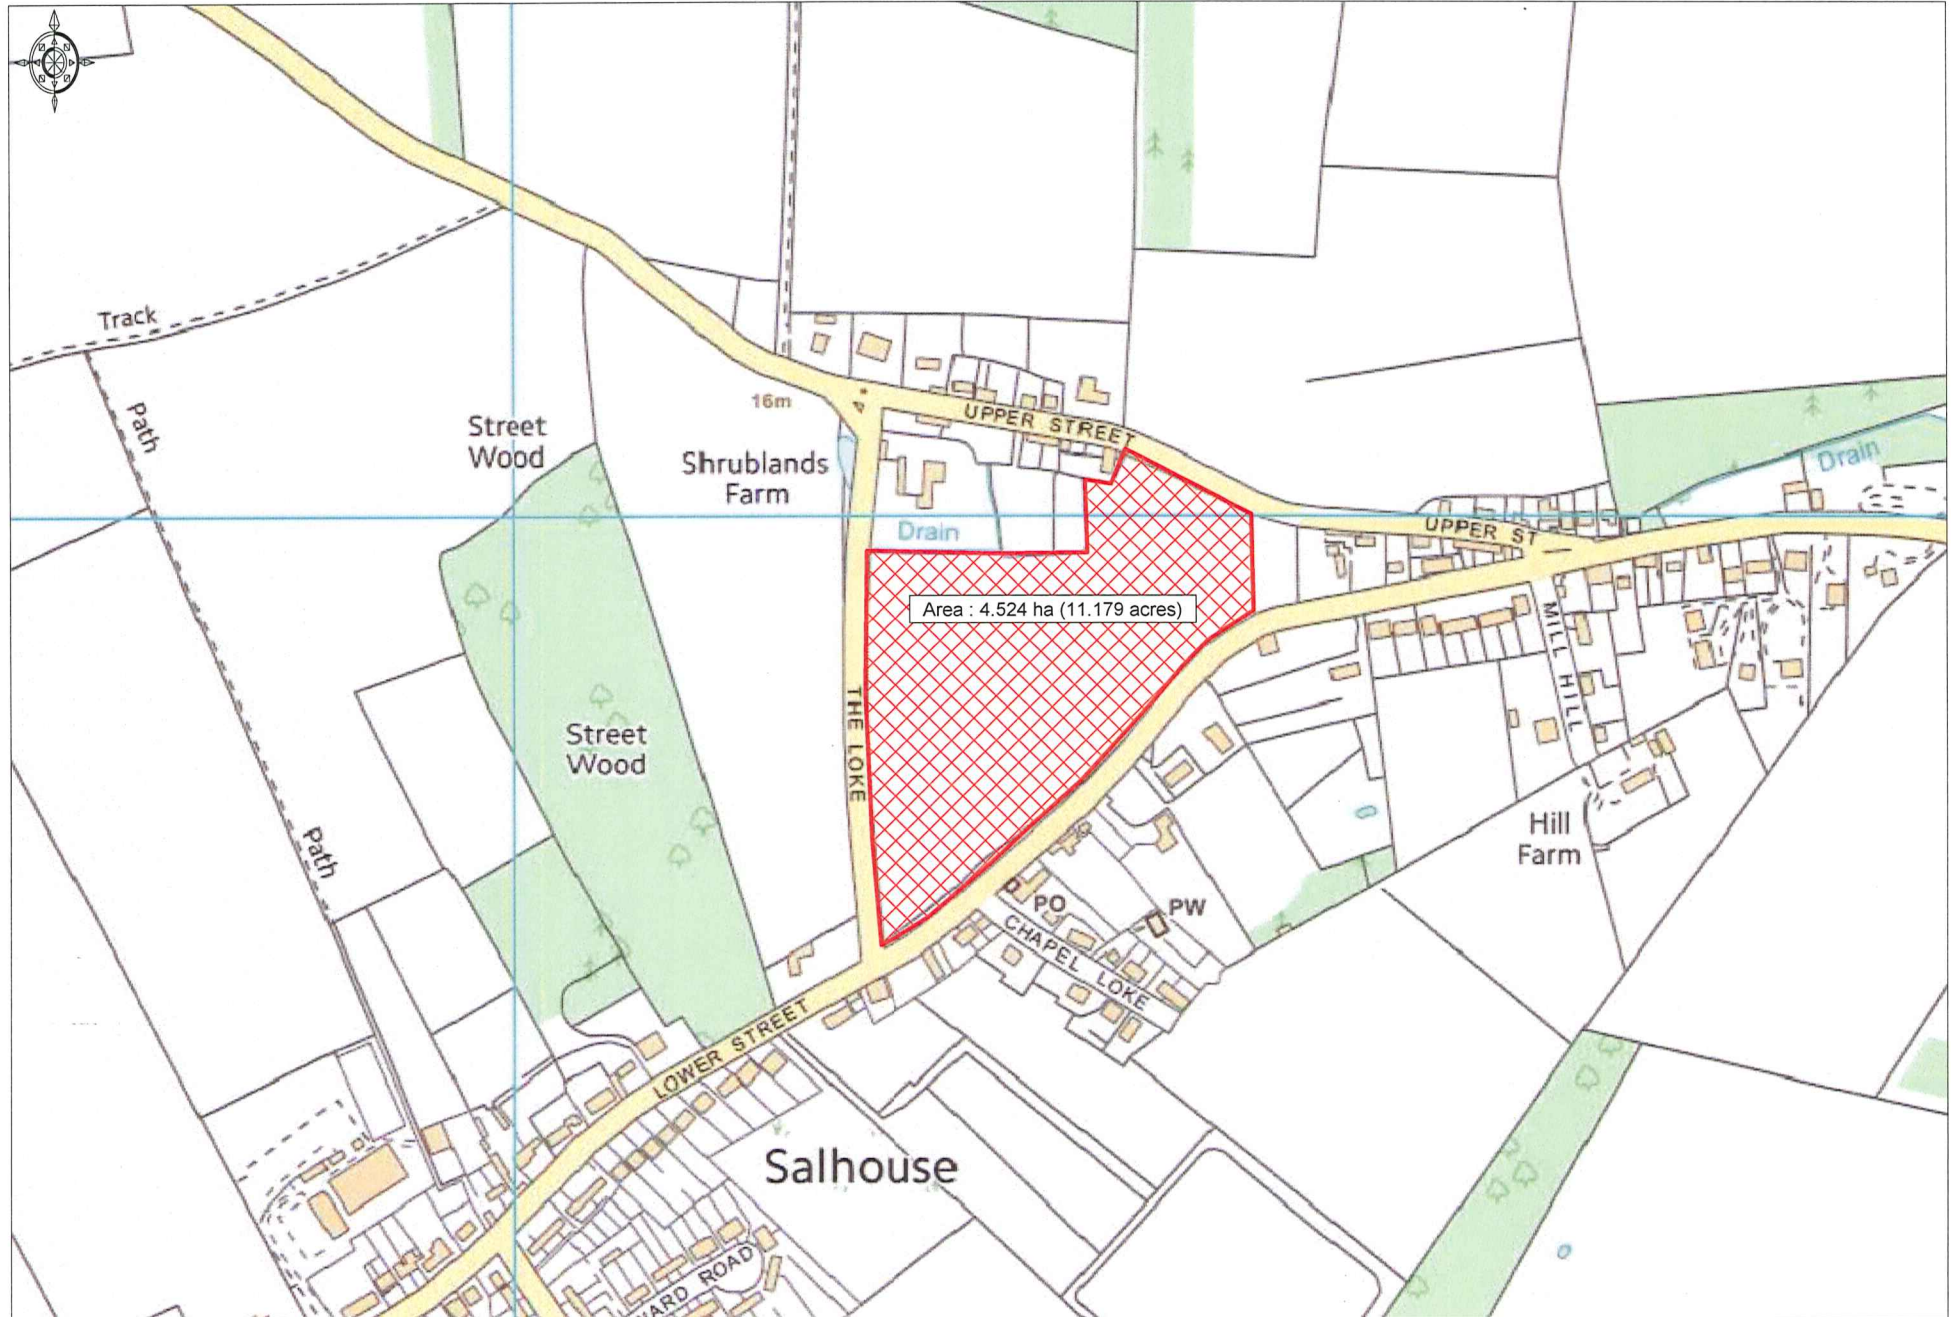 Track
Path
16m
UPPER STREET
Street
Wood
Shrublands
Farm
Drain
Drain
UPPER ST
Area : 4.524 ha (11.179 acres)
MILL HILL
THE LOKE
Street
Wood
Path
Hill
Farm
PO
PW
CHAPEL LOKE
LOWER STREET
Salhouse
ROAD